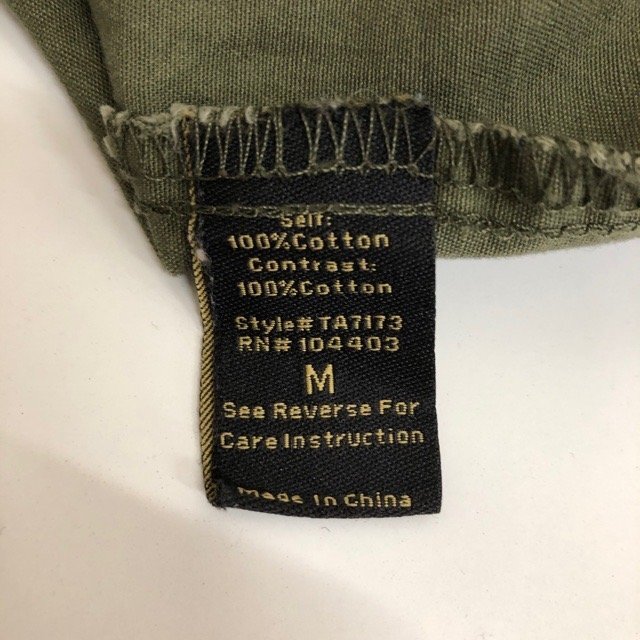 Self:
100%Cotton
Contrast:
100%Cotton
Style# TA7173
RN# 104403
M
See Reverse For
Care Instruction
Made In China